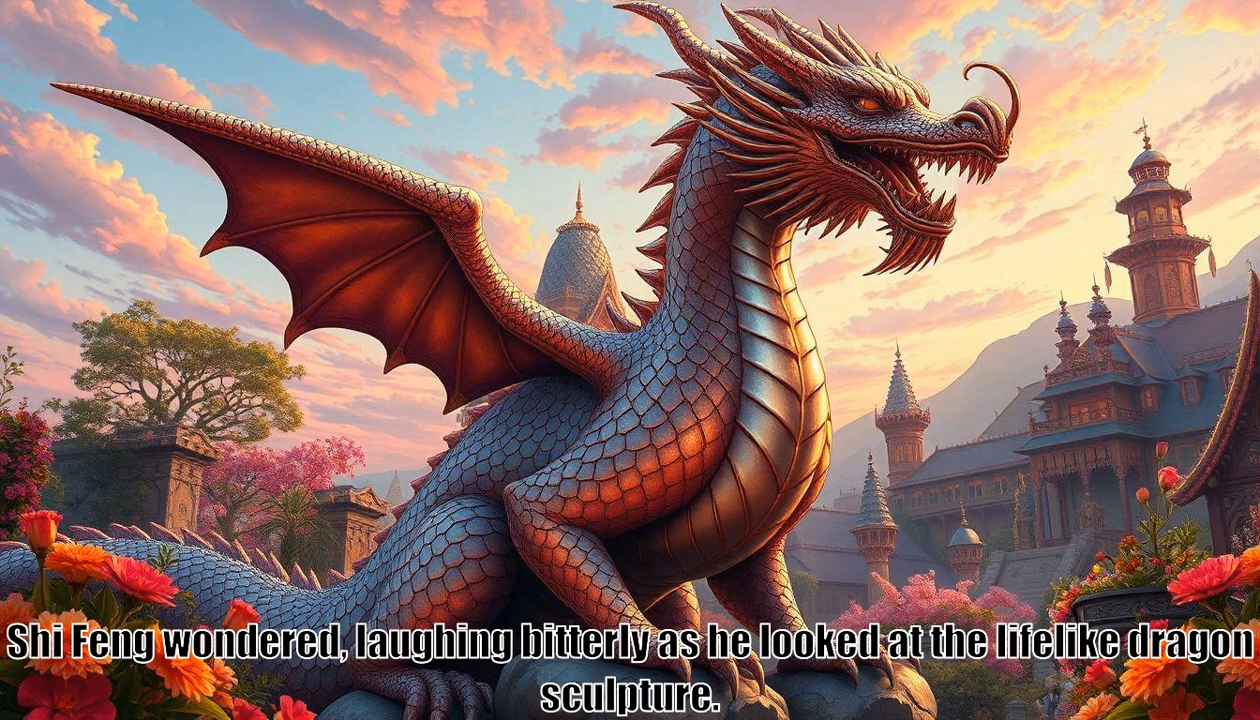 Shi Feng wondered, laughing bitterly as he looked at the lifelike dragon
sculpture.